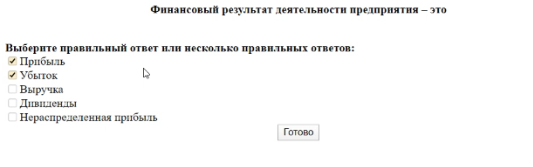 Финансовый результат деятельности предприятия – это
Выберите правильный ответ или несколько правильных ответов:
Прибыль
Убыток
Выручка
Дивиденды
Нераспределенная прибыль
Готово